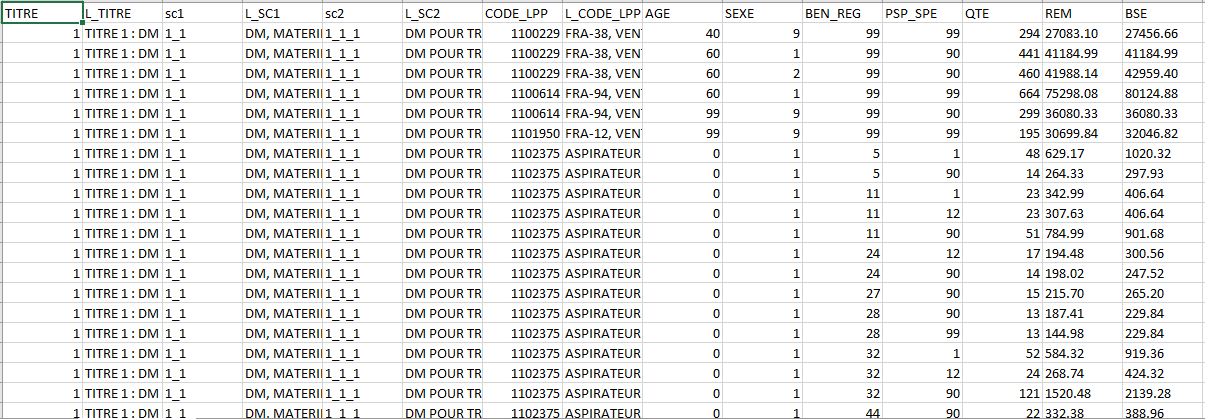 TITRE L_TITRE sc1 L_SC1 sc2 L_SC2 CODE_LPP L_CODE_LPP AGE SEXE BEN_REG PSP_SPE QTE REM BSE
1 TITRE 1 : DM 1_1 DM, MATERII 1_1_1 DM POUR TR 1100229 FRA-38, VEN 40 9 99 99 294 27083.10 27456.66
1 TITRE 1 : DM 1_1 DM, MATERII 1_1_1 DM POUR TR 1100229 FRA-38, VEN 60 1 99 90 441 41184.99 41184.99
1 TITRE 1 : DM 1_1 DM, MATERII 1_1_1 DM POUR TR 1100229 FRA-38, VEN 60 2 99 90 460 41988.14 42959.40
1 TITRE 1 : DM 1_1 DM, MATERII 1_1_1 DM POUR TR 1100614 FRA-94, VEN 60 1 99 99 664 75298.08 80124.88
1 TITRE 1 : DM 1_1 DM, MATERII 1_1_1 DM POUR TR 1100614 FRA-94, VEN 99 9 99 90 299 36080.33 36080.33
1 TITRE 1 : DM 1_1 DM, MATERII 1_1_1 DM POUR TR 1101950 FRA-12, VEN 99 9 99 99 195 30699.84 32046.82
1 TITRE 1 : DM 1_1 DM, MATERII 1_1_1 DM POUR TR 1102375 ASPIRATEUR 0 1 5 1 48 629.17 1020.32
1 TITRE 1 : DM 1_1 DM, MATERII 1_1_1 DM POUR TR 1102375 ASPIRATEUR 0 1 5 90 14 264.33 297.93
1 TITRE 1 : DM 1_1 DM, MATERII 1_1_1 DM POUR TR 1102375 ASPIRATEUR 0 1 11 1 23 342.99 406.64
1 TITRE 1 : DM 1_1 DM, MATERII 1_1_1 DM POUR TR 1102375 ASPIRATEUR 0 1 11 12 23 307.63 406.64
1 TITRE 1 : DM 1_1 DM, MATERII 1_1_1 DM POUR TR 1102375 ASPIRATEUR 0 1 11 90 51 784.99 901.68
1 TITRE 1 : DM 1_1 DM, MATERII 1_1_1 DM POUR TR 1102375 ASPIRATEUR 0 1 24 12 17 194.48 300.56
1 TITRE 1 : DM 1_1 DM, MATERII 1_1_1 DM POUR TR 1102375 ASPIRATEUR 0 1 24 90 14 198.02 247.52
1 TITRE 1 : DM 1_1 DM, MATERII 1_1_1 DM POUR TR 1102375 ASPIRATEUR 0 1 27 90 15 215.70 265.20
1 TITRE 1 : DM 1_1 DM, MATERII 1_1_1 DM POUR TR 1102375 ASPIRATEUR 0 1 28 90 13 187.41 229.84
1 TITRE 1 : DM 1_1 DM, MATERII 1_1_1 DM POUR TR 1102375 ASPIRATEUR 0 1 28 99 13 144.98 229.84
1 TITRE 1 : DM 1_1 DM, MATERII 1_1_1 DM POUR TR 1102375 ASPIRATEUR 0 1 32 1 52 584.32 919.36
1 TITRE 1 : DM 1_1 DM, MATERII 1_1_1 DM POUR TR 1102375 ASPIRATEUR 0 1 32 12 24 268.74 424.32
1 TITRE 1 : DM 1_1 DM, MATERII 1_1_1 DM POUR TR 1102375 ASPIRATEUR 0 1 32 90 121 1520.48 2139.28
1 TITRE 1 : DM 1_1 DM, MATERII 1_1_1 DM POUR TR 1102375 ASPIRATEUR 0 1 44 90 22 332.38 388.96